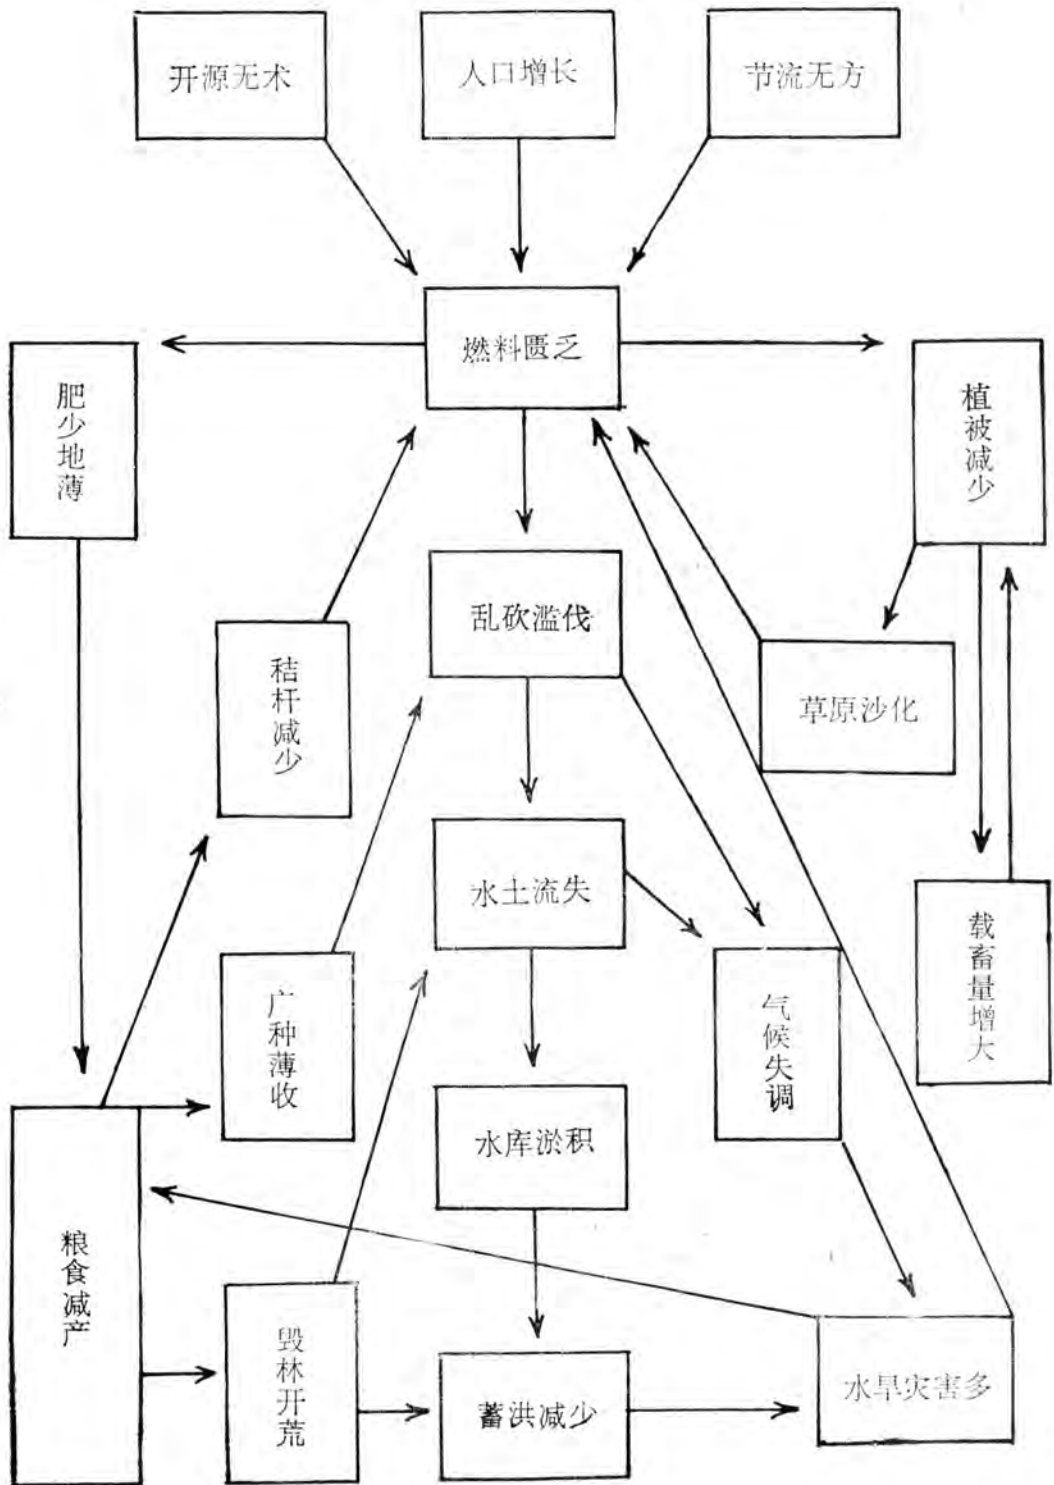 开源无术
人口增长
节流无方
燃料匮乏
肥少地薄
植被减少
乱砍滥伐
秸杆减少
草原沙化
水土流失
广种薄收
气候失调
载畜量增大
水库淤积
粮食减产
毁林开荒
蓄洪减少
水旱灾害多